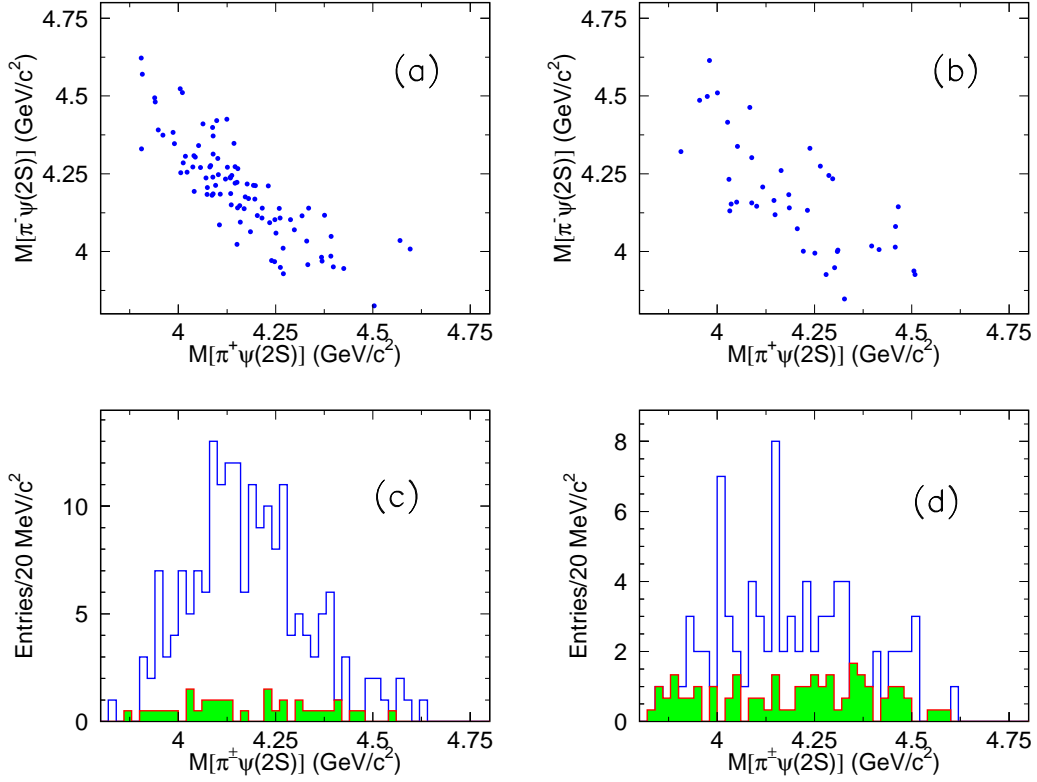 4.75
4.5
4.25
4
M[π⁻ψ(2S)] (GeV/c²)
(a)
4 4.25 4.5 4.75
M[π⁺ψ(2S)] (GeV/c²)
4.75
4.5
4.25
4
M[π⁻ψ(2S)] (GeV/c²)
(b)
4 4.25 4.5 4.75
M[π⁺ψ(2S)] (GeV/c²)
10
5
0
Entries/20 MeV/c²
(c)
4 4.25 4.5 4.75
M[π±ψ(2S)] (GeV/c²)
8
6
4
2
0
Entries/20 MeV/c²
(d)
4 4.25 4.5 4.75
M[π±ψ(2S)] (GeV/c²)